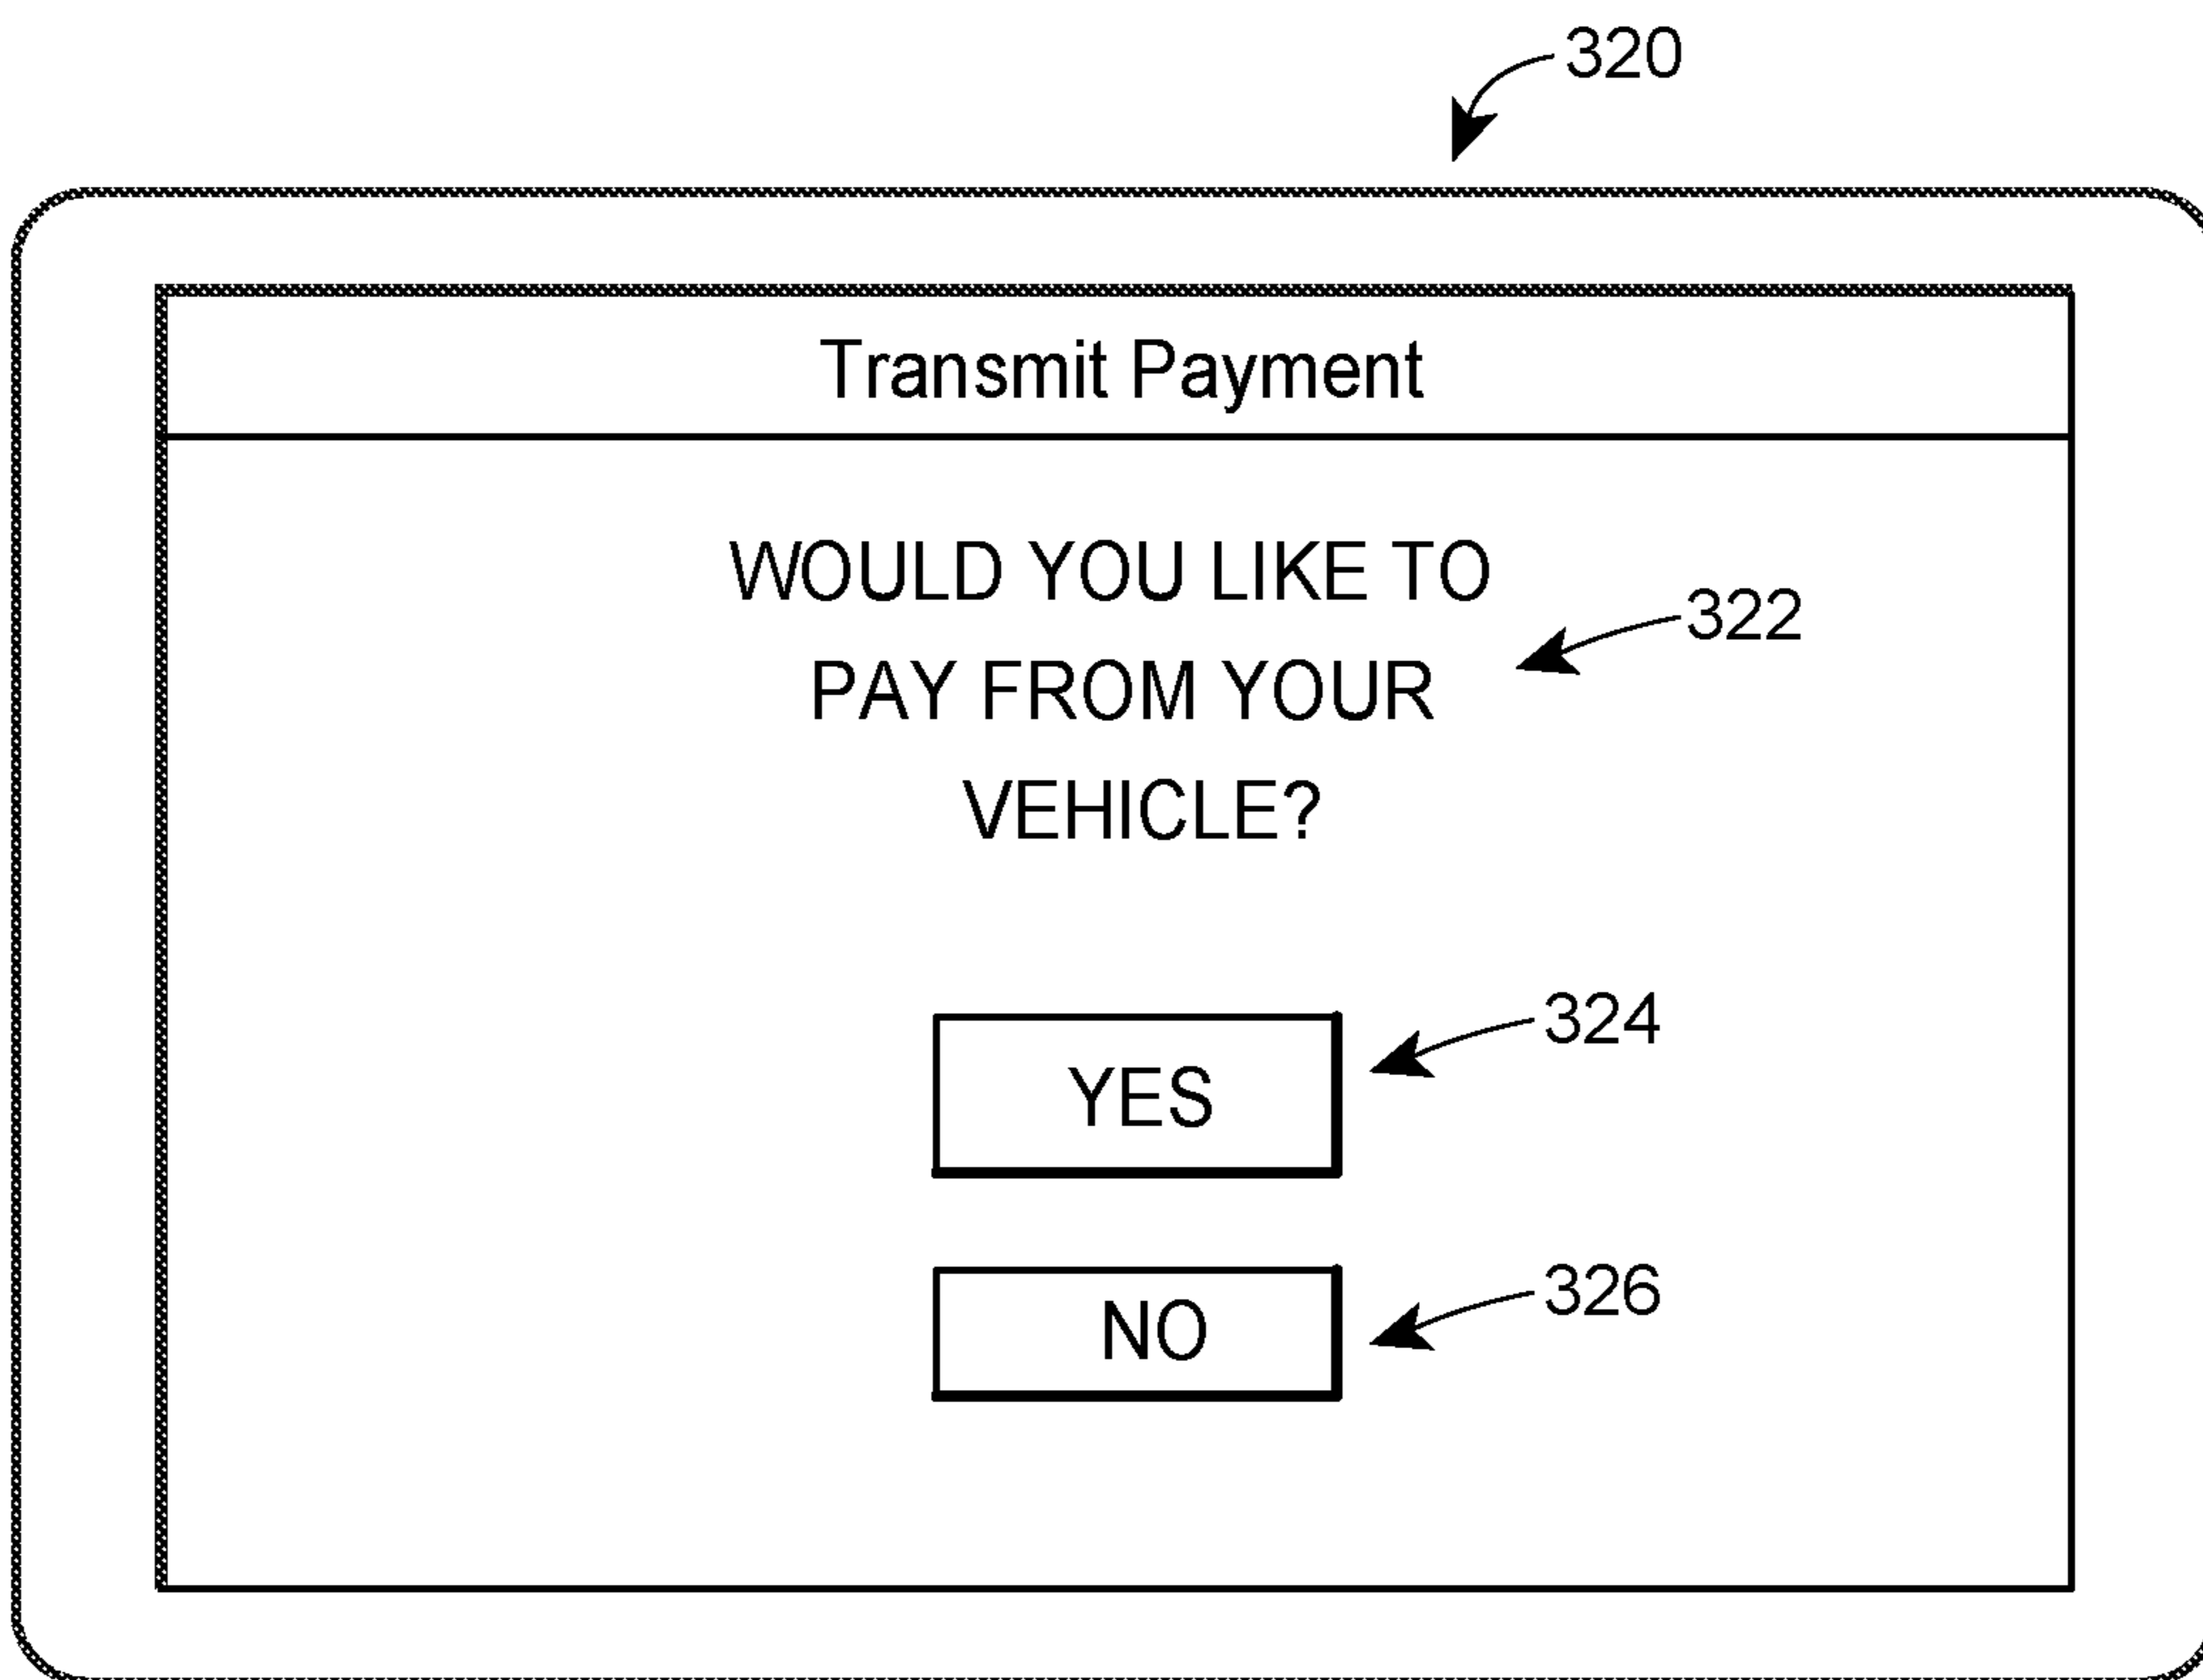 320
Transmit Payment
WOULD YOU LIKE TO
322
PAY FROM YOUR
VEHICLE?
324
YES
326
NO